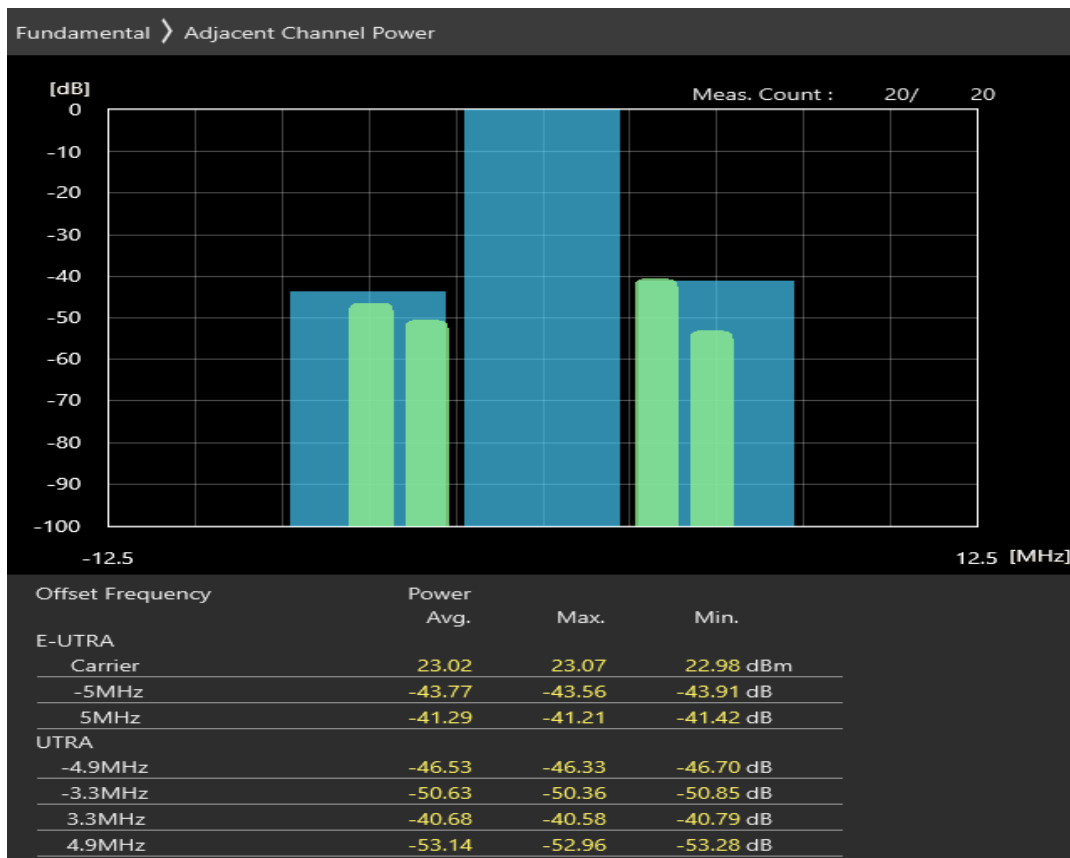 Fundamental ❯ Adjacent Channel Power
[dB]
Meas. Count : 20/ 20
0
-10
-20
-30
-40
-50
-60
-70
-80
-90
-100
-12.5 12.5 [MHz]
Offset Frequency Power
Avg. Max. Min.
E-UTRA
Carrier 23.02 23.07 22.98 dBm
-5MHz -43.77 -43.56 -43.91 dB
5MHz -41.29 -41.21 -41.42 dB
UTRA
-4.9MHz -46.53 -46.33 -46.70 dB
-3.3MHz -50.63 -50.36 -50.85 dB
3.3MHz -40.68 -40.58 -40.79 dB
4.9MHz -53.14 -52.96 -53.28 dB